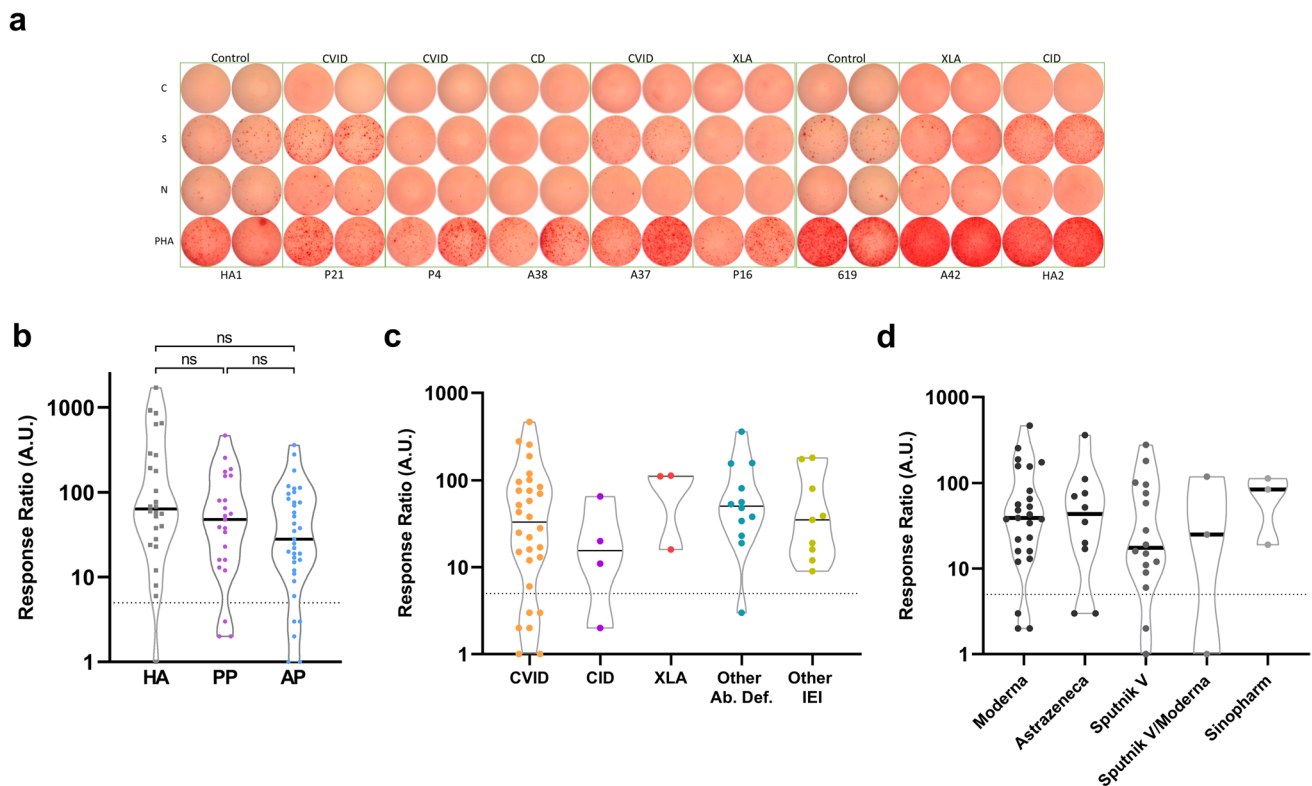 a
Control CVID CVID CD CVID XLA Control XLA CID
C
S
N
PHA
HA1 P21 P4 A38 A37 P16 619 A42 HA2
b
ns
ns ns
Response Ratio (A.U.)
1000
100
10
1
HA PP AP
c
Response Ratio (A.U.)
1000
100
10
1
CVID CID XLA Other Other
Ab. Def. IEI
d
Response Ratio (A.U.)
1000
100
10
1
Moderna
Astrazeneca
Sputnik V
Sputnik V/Moderna
Sinopharm